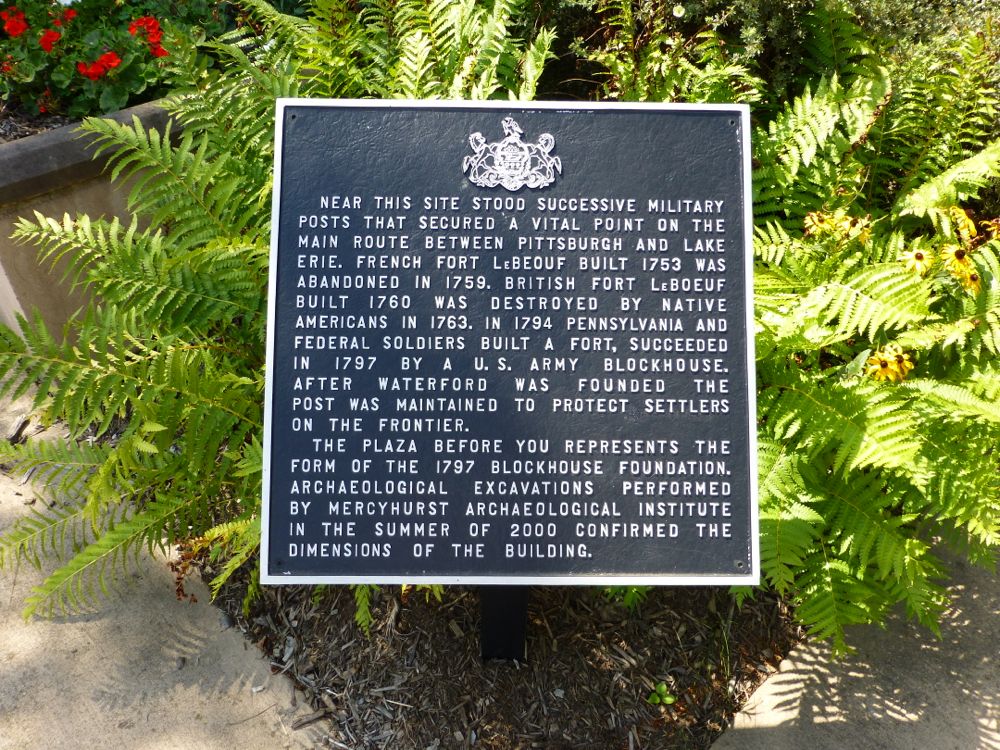 NEAR THIS SITE STOOD SUCCESSIVE MILITARY
POSTS THAT SECURED A VITAL POINT ON THE
MAIN ROUTE BETWEEN PITTSBURGH AND LAKE
ERIE. FRENCH FORT LEBEOUF BUILT 1753 WAS
ABANDONED IN 1759. BRITISH FORT LEBOEUF
BUILT 1760 WAS DESTROYED BY NATIVE
AMERICANS IN 1763. IN 1794 PENNSYLVANIA AND
FEDERAL SOLDIERS BUILT A FORT, SUCCEEDED
IN 1797 BY A U.S. ARMY BLOCKHOUSE.
AFTER WATERFORD WAS FOUNDED THE
POST WAS MAINTAINED TO PROTECT SETTLERS
ON THE FRONTIER.
THE PLAZA BEFORE YOU REPRESENTS THE
FORM OF THE 1797 BLOCKHOUSE FOUNDATION.
ARCHAEOLOGICAL EXCAVATIONS PERFORMED
BY MERCYHURST ARCHAEOLOGICAL INSTITUTE
IN THE SUMMER OF 2000 CONFIRMED THE
DIMENSIONS OF THE BUILDING.